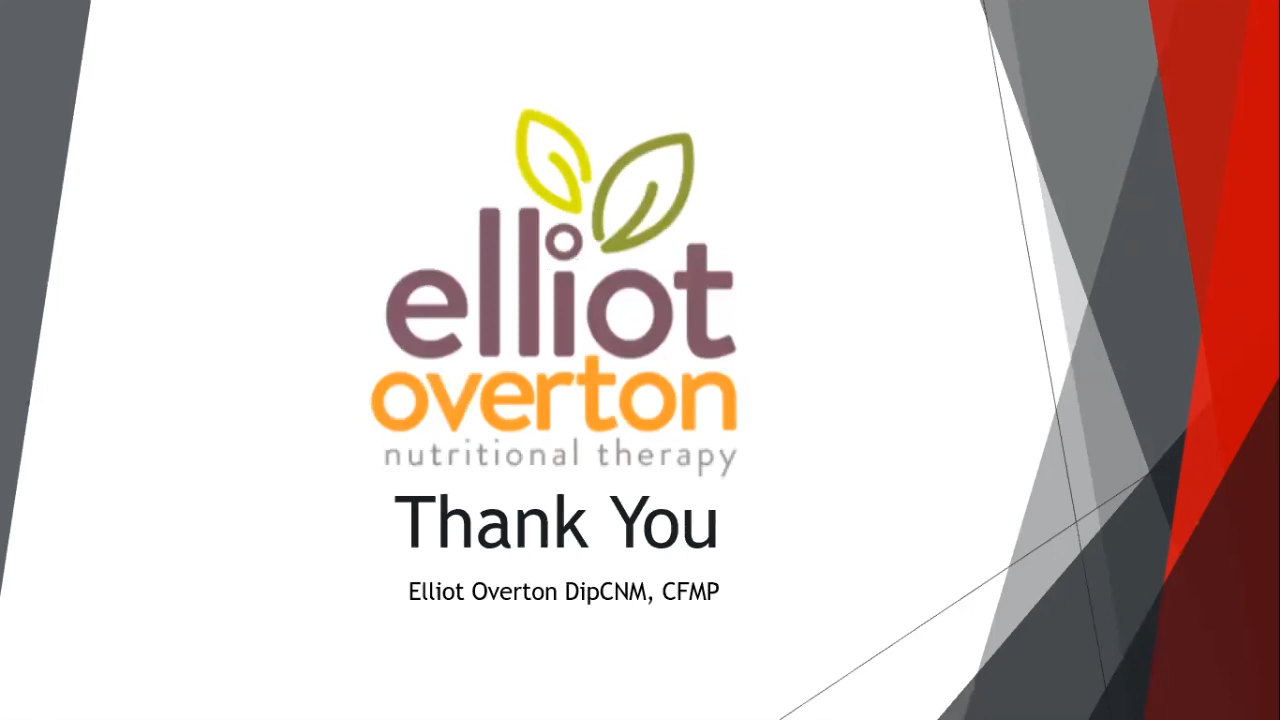 elliot
overton
nutritional therapy
Thank You
Elliot Overton DipCNM, CFMP